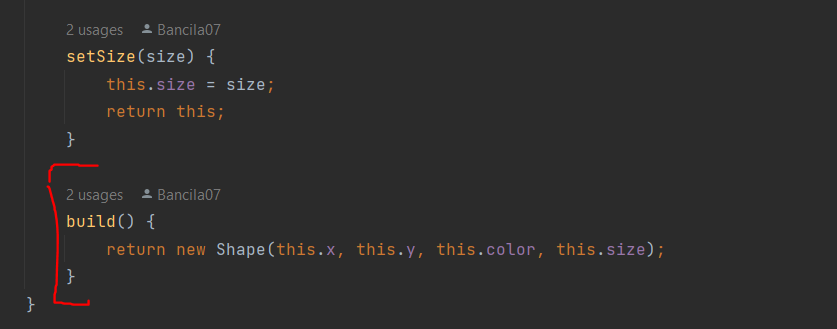 2 usages Bancila07
setSize(size) {
this.size = size;
return this;
}
2 usages Bancila07
build() {
return new Shape(this.x, this.y, this.color, this.size);
}
}